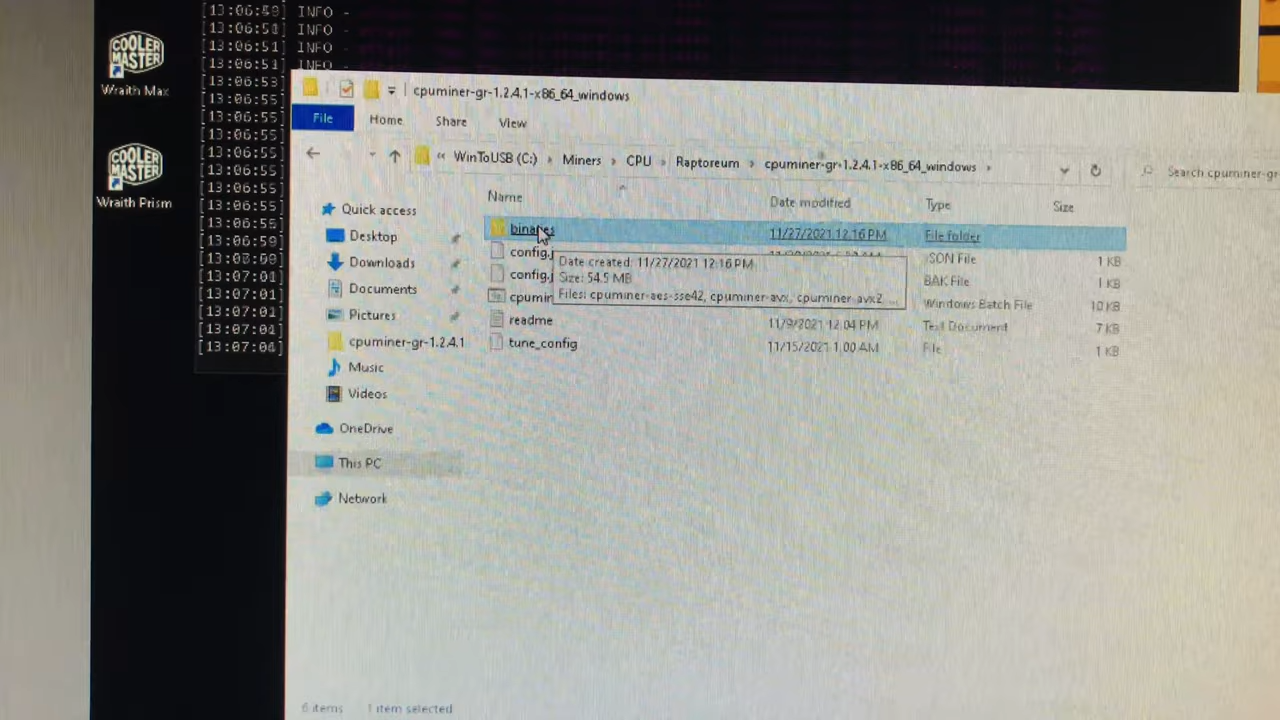 [13:06:50] INFO -
[13:06:51] INFO -
[13:06:51] INFO -
[13:06:51] INFO
[13:06:53]
[13:06:55]
[13:06:55]
[13:06:55]
[13:06:55]
[13:06:55]
[13:06:55]
[13:06:55]
[13:06:55]
[13:06:59]
[13:07:01]
[13:07:01]
[13:07:01]
[13:07:04]
[13:07:04]
COOLER
MASTER
Wraith Max
COOLER
MASTER
Wraith Prism
cpuminer-gr-1.2.4.1-x86_64_windows
File Home Share View
« WinToUSB (C:) › Miners › CPU › Raptoreum › cpuminer-gr-1.2.4.1-x86_64_windows ›
Search cpuminer-gr-
Name Date modified Type Size
Quick access
Desktop
Downloads
Documents
Pictures
cpuminer-gr-1.2.4.1
Music
Videos
OneDrive
This PC
Network
binaries 11/27/2021 12:16 PM File folder
config.j JSON File 1 KB
config.j BAK File 1 KB
cpumin Windows Batch File 10 KB
readme 11/9/2021 12:04 PM Text Document 7 KB
tune_config 11/15/2021 1:00 AM File 1 KB
Date created: 11/27/2021 12:16 PM
Size: 54.5 MB
Files: cpuminer-aes-sse42, cpuminer-avx, cpuminer-avx2, ...
6 items 1 item selected